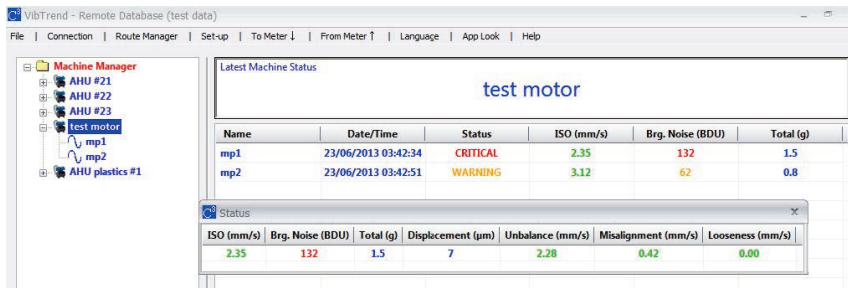 VibTrend - Remote Database (test data)
File | Connection | Route Manager | Set-up | To Meter ↓ | From Meter ↑ | Language | App Look | Help
Machine Manager
AHU #21
AHU #22
AHU #23
test motor
mp1
mp2
AHU plastics #1
Latest Machine Status
test motor
Name Date/Time Status ISO (mm/s) Brg. Noise (BDU) Total (g)
mp1 23/06/2013 03:42:34 CRITICAL 2.35 132 1.5
mp2 23/06/2013 03:42:51 WARNING 3.12 62 0.8
Status
ISO (mm/s) Brg. Noise (BDU) Total (g) Displacement (µm) Unbalance (mm/s) Misalignment (mm/s) Looseness (mm/s)
2.35 132 1.5 7 2.28 0.42 0.00